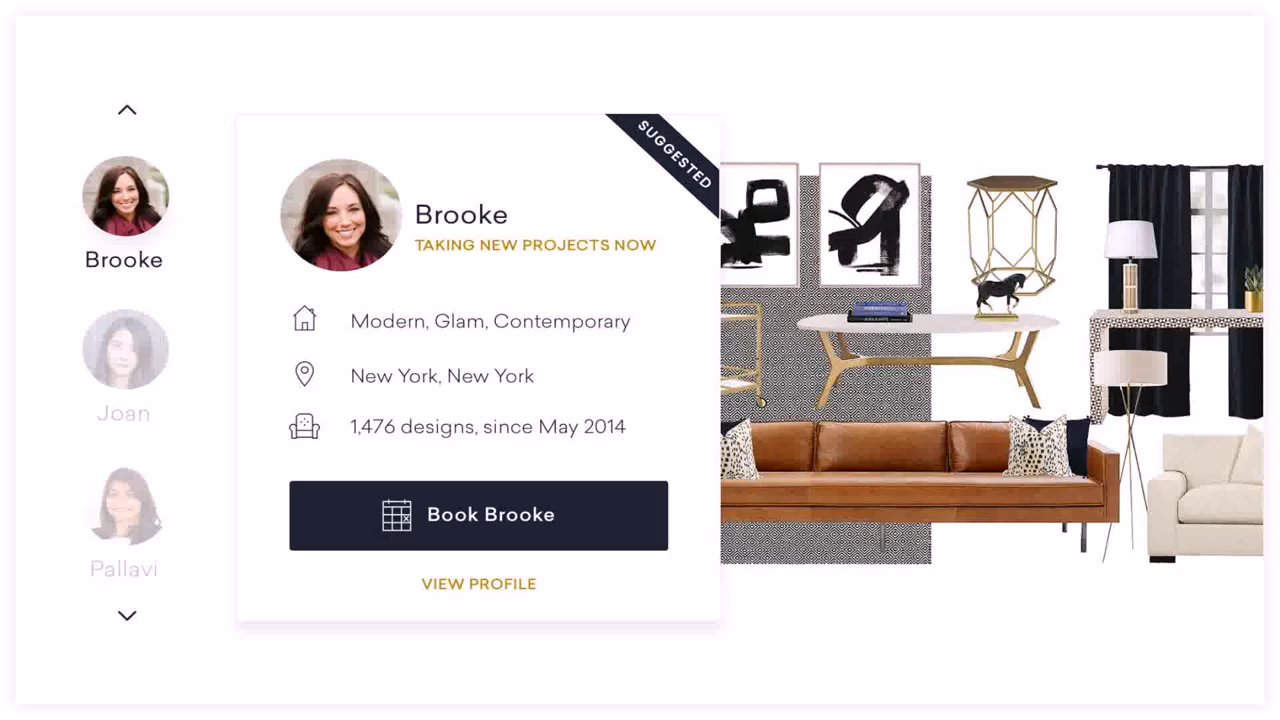 Brooke
Joan
Pallavi
SUGGESTED
Brooke
TAKING NEW PROJECTS NOW
Modern, Glam, Contemporary
New York, New York
1,476 designs, since May 2014
Book Brooke
VIEW PROFILE